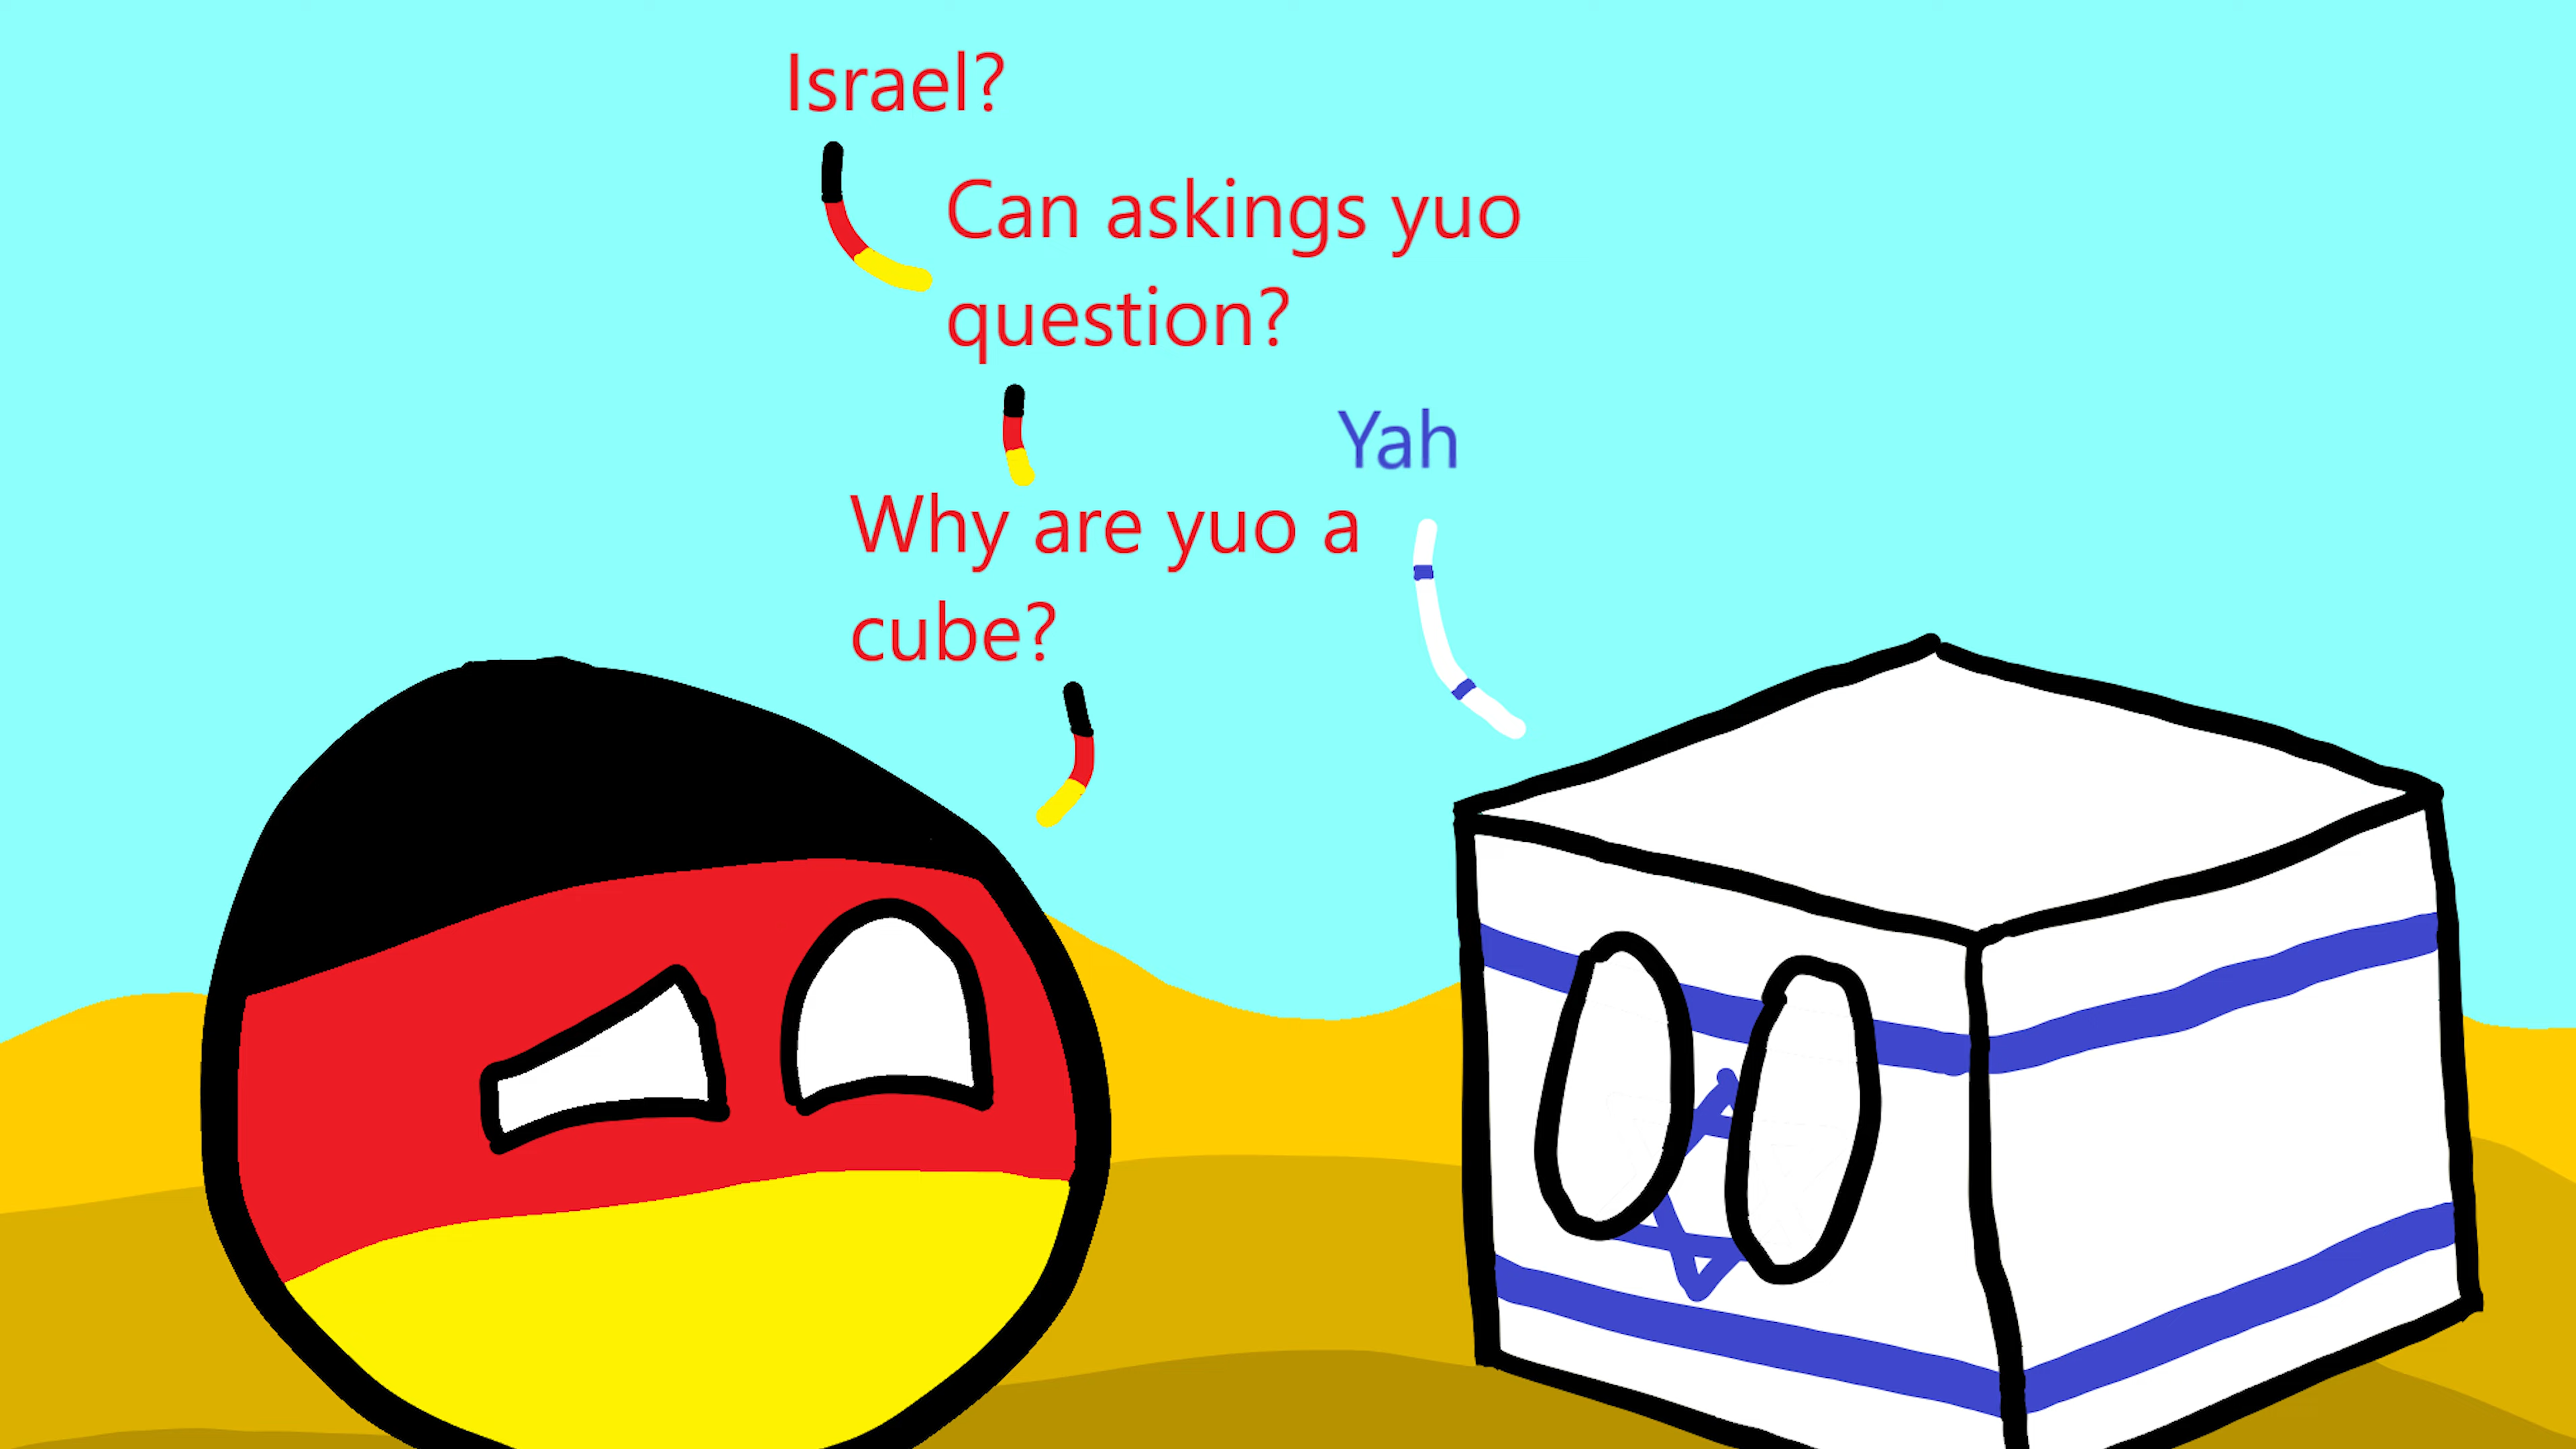 Israel?
Can askings yuo
question?
Yah
Why are yuo a
cube?